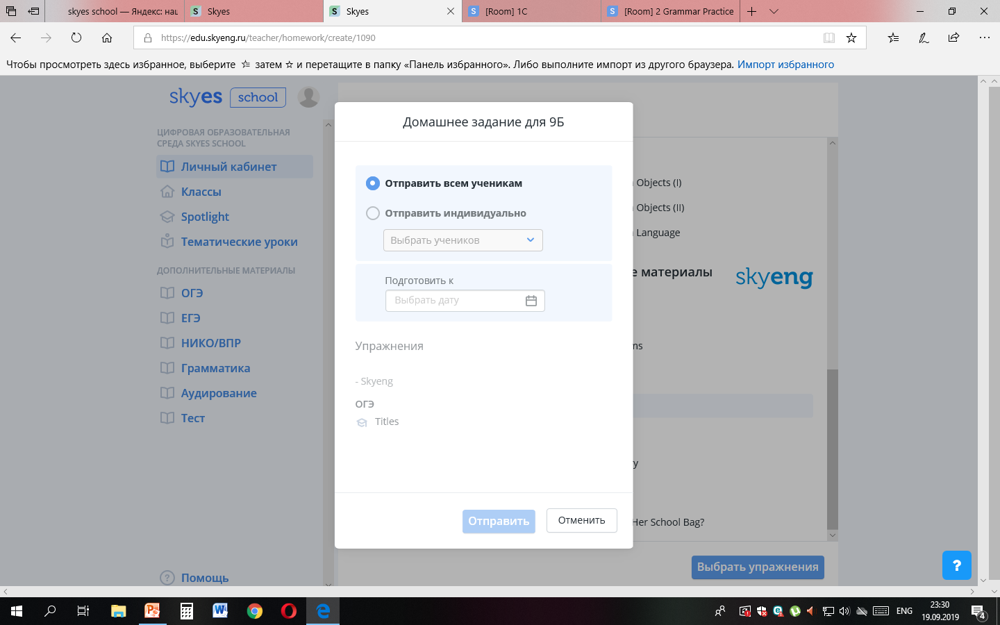 skyes school — Яндекс: наш
Skyes
Skyes
[Room] 1C
[Room] 2 Grammar Practice
https://edu.skyeng.ru/teacher/homework/create/1090
Чтобы просмотреть здесь избранное, выберите затем и перетащите в папку «Панель избранного». Либо выполните импорт из другого браузера. Импорт избранного
skyes school
ЦИФРОВАЯ ОБРАЗОВАТЕЛЬНАЯ
СРЕДА SKYES SCHOOL
Личный кабинет
Классы
Spotlight
Тематические уроки
ДОПОЛНИТЕЛЬНЫЕ МАТЕРИАЛЫ
ОГЭ
ЕГЭ
НИКО/ВПР
Грамматика
Аудирование
Тест
Помощь
Домашнее задание для 9Б
Отправить всем ученикам
Отправить индивидуально
Выбрать учеников
Подготовить к
Выбрать дату
Упражнения
- Skyeng
ОГЭ
Titles
Отправить
Отменить
Objects (I)
Objects (II)
Language
е материалы
skyeng
ms
y
Her School Bag?
Выбрать упражнения
?
ENG
23:30
19.09.2019
4